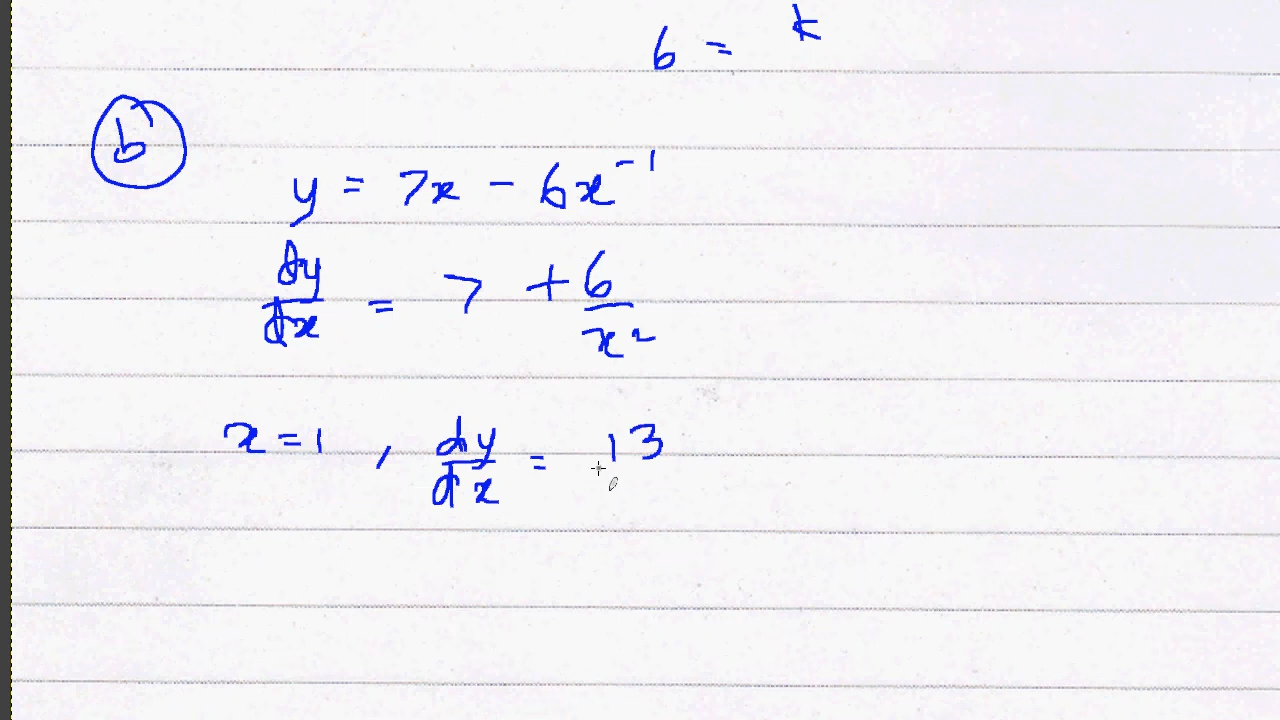 6 = k
b
y = 7x - 6x⁻¹
dy/dx = 7 + 6/x²
x = 1 , dy/dx = 13